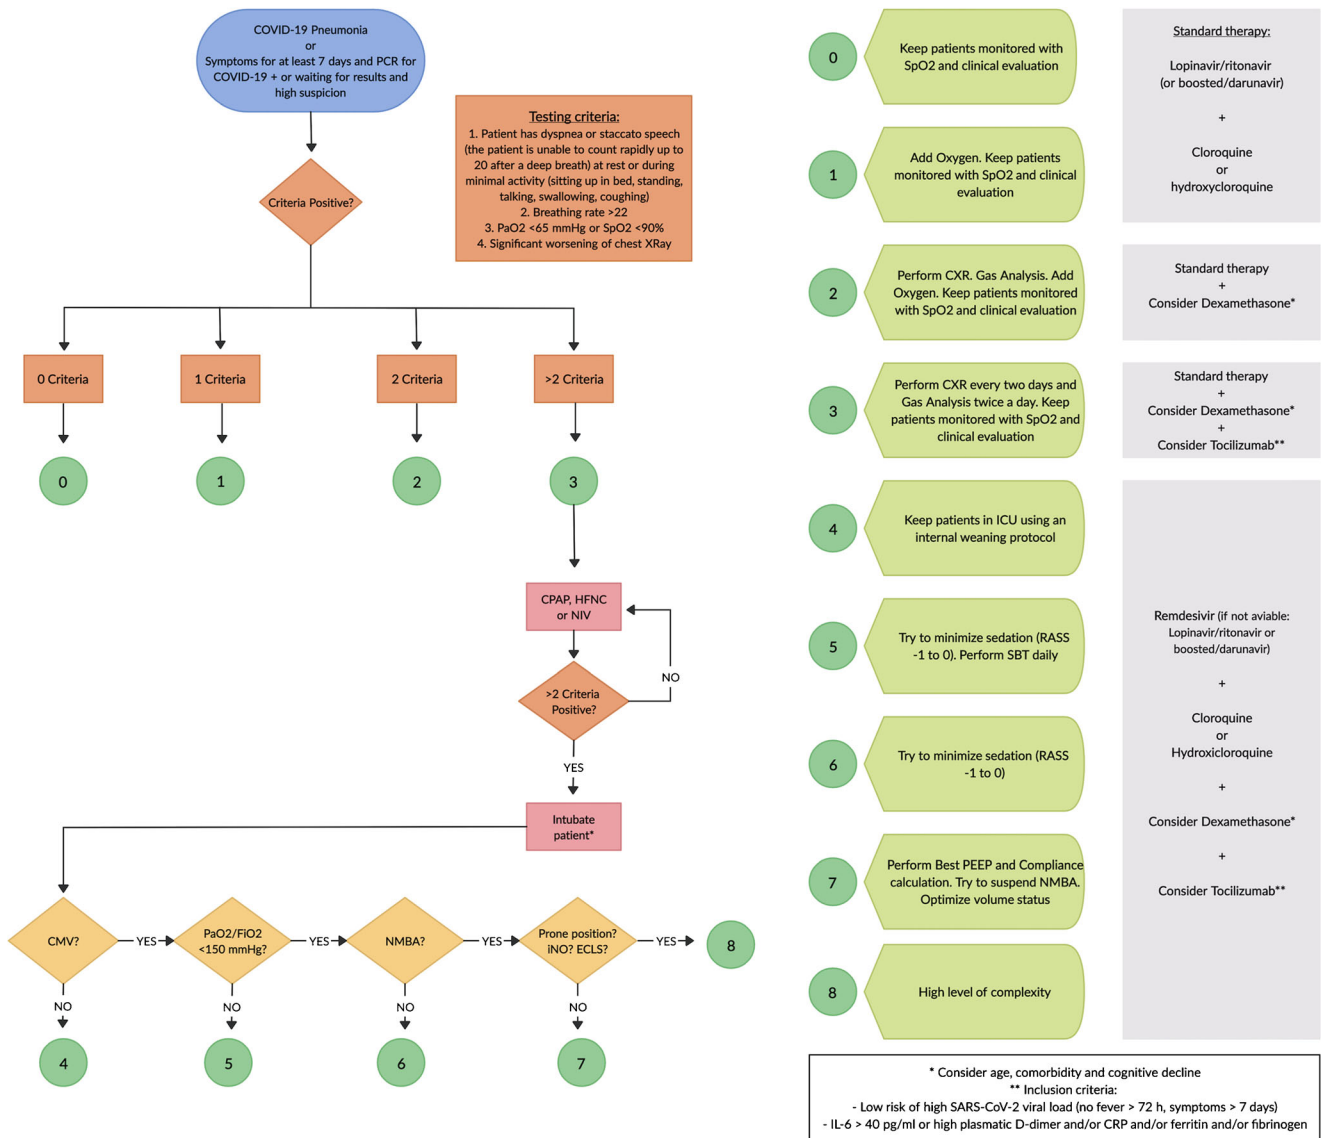 COVID-19 Pneumonia
or
Symptoms for at least 7 days and PCR for
COVID-19 + or waiting for results and
high suspicion
Criteria Positive?
Testing criteria:
1. Patient has dyspnea or staccato speech
(the patient is unable to count rapidly up to
20 after a deep breath) at rest or during
minimal activity (sitting up in bed, standing,
talking, swallowing, coughing)
2. Breathing rate >22
3. PaO2 <65 mmHg or SpO2 <90%
4. Significant worsening of chest XRay
0 Criteria
1 Criteria
2 Criteria
>2 Criteria
0
1
2
3
CPAP, HFNC
or NIV
>2 Criteria
Positive?
NO
YES
Intubate
patient*
CMV?
YES
PaO2/FiO2
<150 mmHg?
YES
NMBA?
YES
Prone position?
iNO? ECLS?
YES
8
NO
NO
NO
NO
4
5
6
7
0
Keep patients monitored with
SpO2 and clinical evaluation
1
Add Oxygen. Keep patients
monitored with SpO2 and clinical
evaluation
2
Perform CXR. Gas Analysis. Add
Oxygen. Keep patients monitored
with SpO2 and clinical evaluation
3
Perform CXR every two days and
Gas Analysis twice a day. Keep
patients monitored with SpO2 and
clinical evaluation
4
Keep patients in ICU using an
internal weaning protocol
5
Try to minimize sedation (RASS
-1 to 0). Perform SBT daily
6
Try to minimize sedation (RASS
-1 to 0)
7
Perform Best PEEP and Compliance
calculation. Try to suspend NMBA.
Optimize volume status
8
High level of complexity
Standard therapy:
Lopinavir/ritonavir
(or boosted/darunavir)
+
Cloroquine
or
hydroxycloroquine
Standard therapy
+
Consider Dexamethasone*
Standard therapy
+
Consider Dexamethasone*
+
Consider Tocilizumab**
Remdesivir (if not aviable:
Lopinavir/ritonavir or
boosted/darunavir)
+
Cloroquine
or
Hydroxicloroquine
+
Consider Dexamethasone*
+
Consider Tocilizumab**
* Consider age, comorbidity and cognitive decline
** Inclusion criteria:
- Low risk of high SARS-CoV-2 viral load (no fever > 72 h, symptoms > 7 days)
- IL-6 > 40 pg/ml or high plasmatic D-dimer and/or CRP and/or ferritin and/or fibrinogen